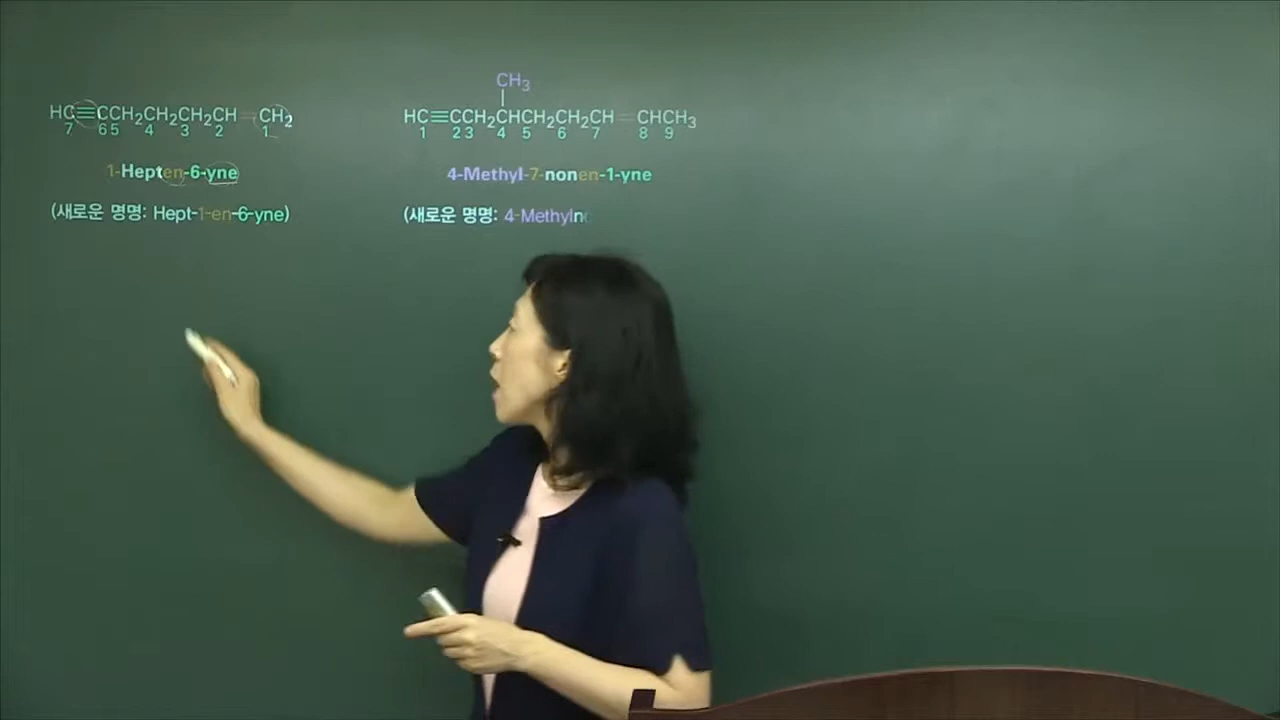 HC≡CCH₂CH₂CH₂CH=CH₂
7 6 5 4 3 2 1
1-Hepten-6-yne
(새로운 명명: Hept-1-en-6-yne)
CH₃
HC≡CCH₂CHCH₂CH₂CH=CHCH₃
1 2 3 4 5 6 7 8 9
4-Methyl-7-nonen-1-yne
(새로운 명명: 4-Methyln